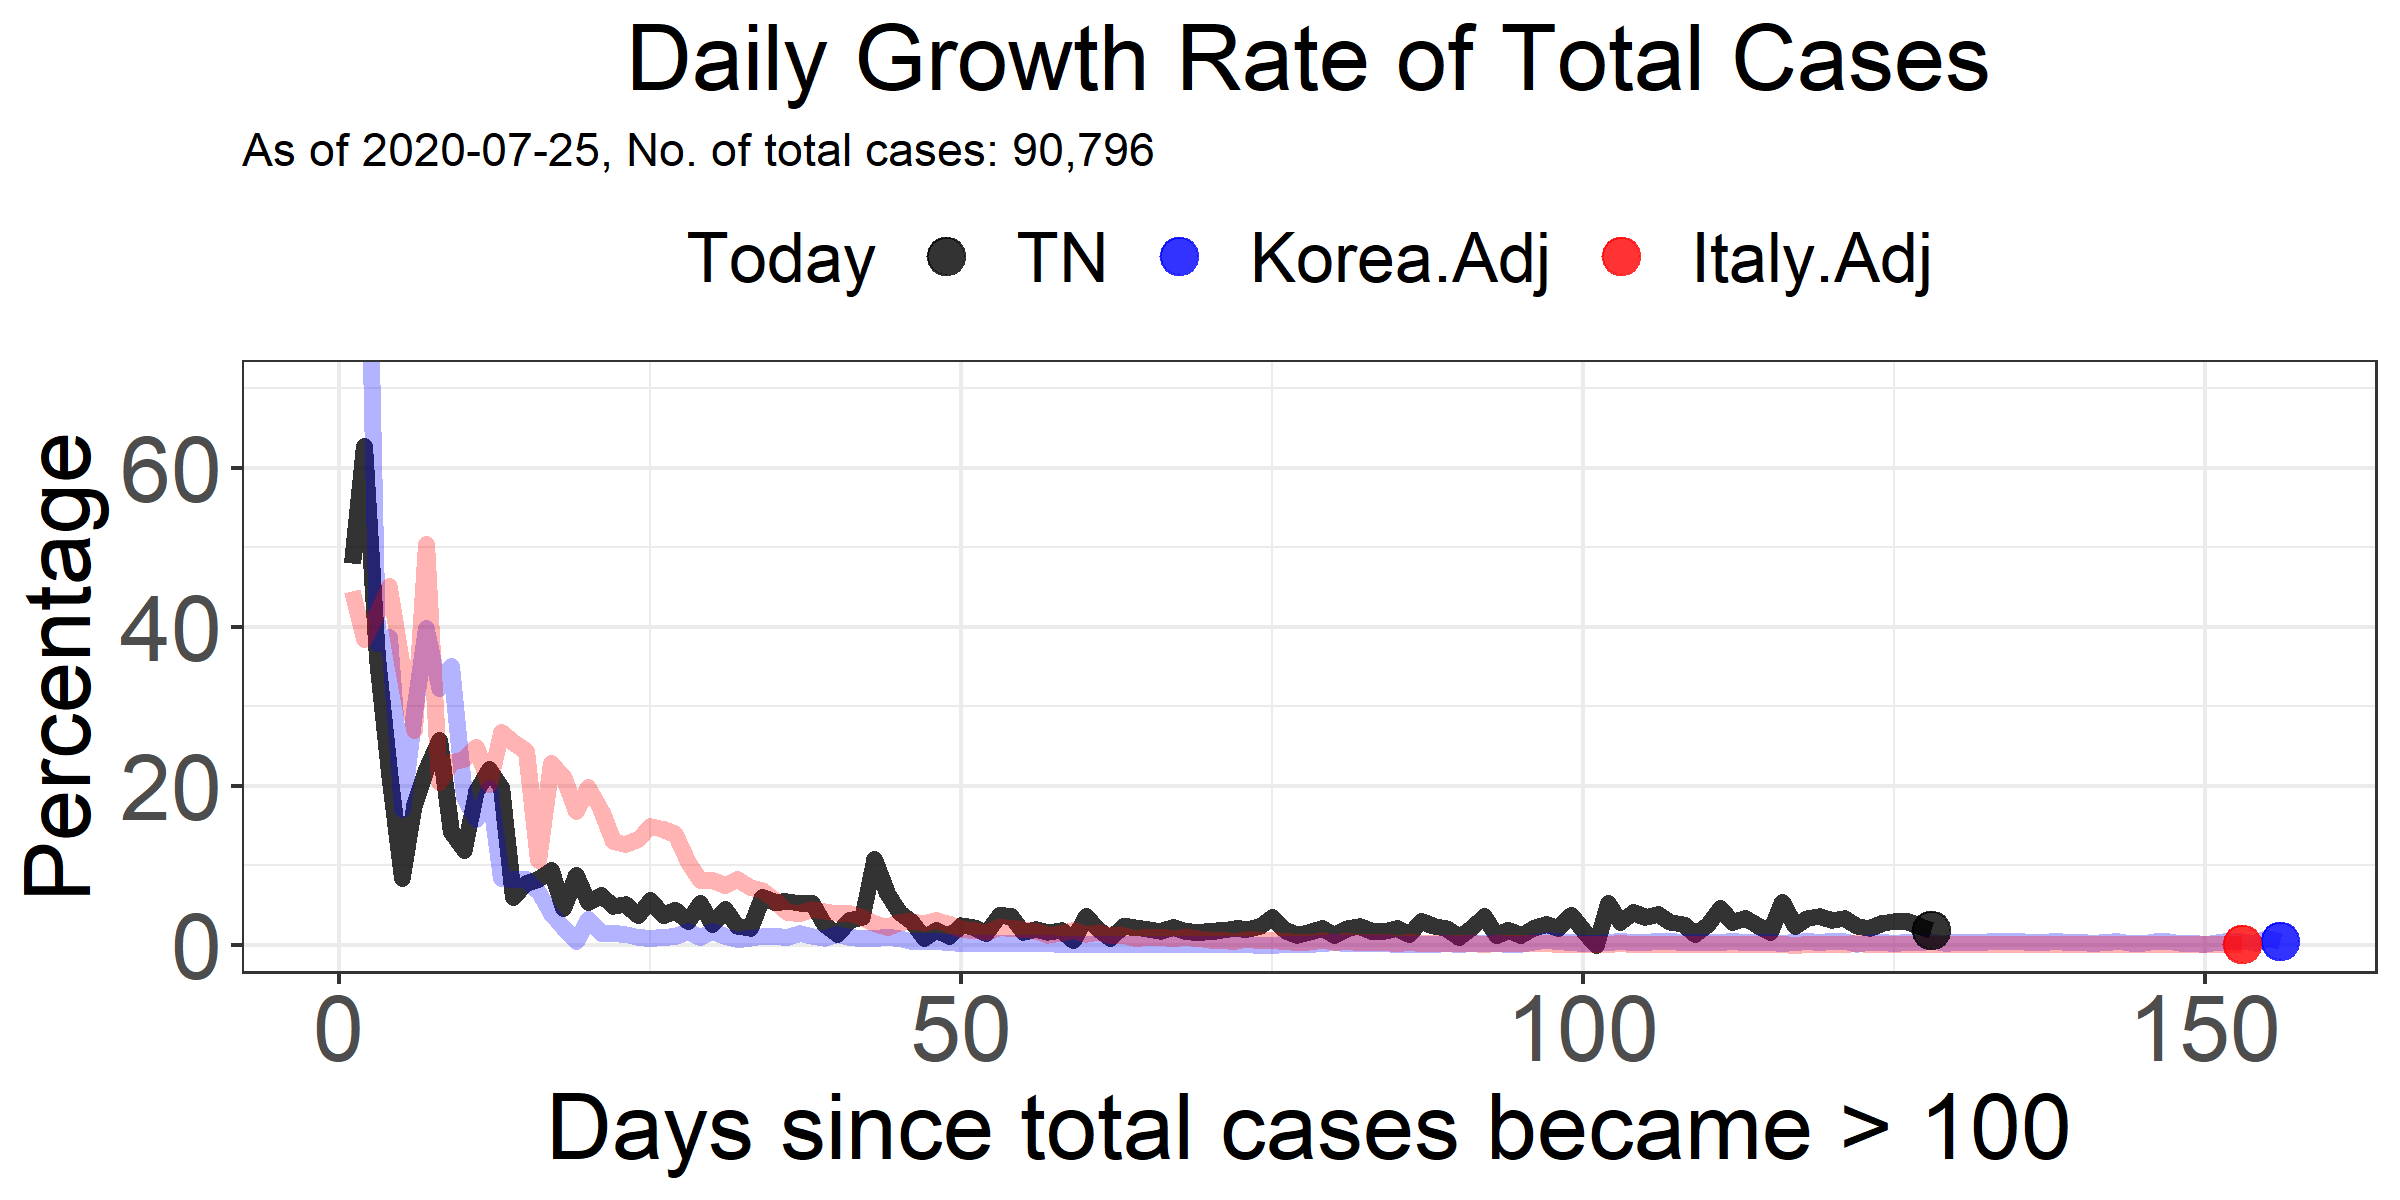 Daily Growth Rate of Total Cases
As of 2020-07-25, No. of total cases: 90,796
Today TN Korea.Adj Italy.Adj
Percentage
60
40
20
0
0 50 100 150
Days since total cases became > 100